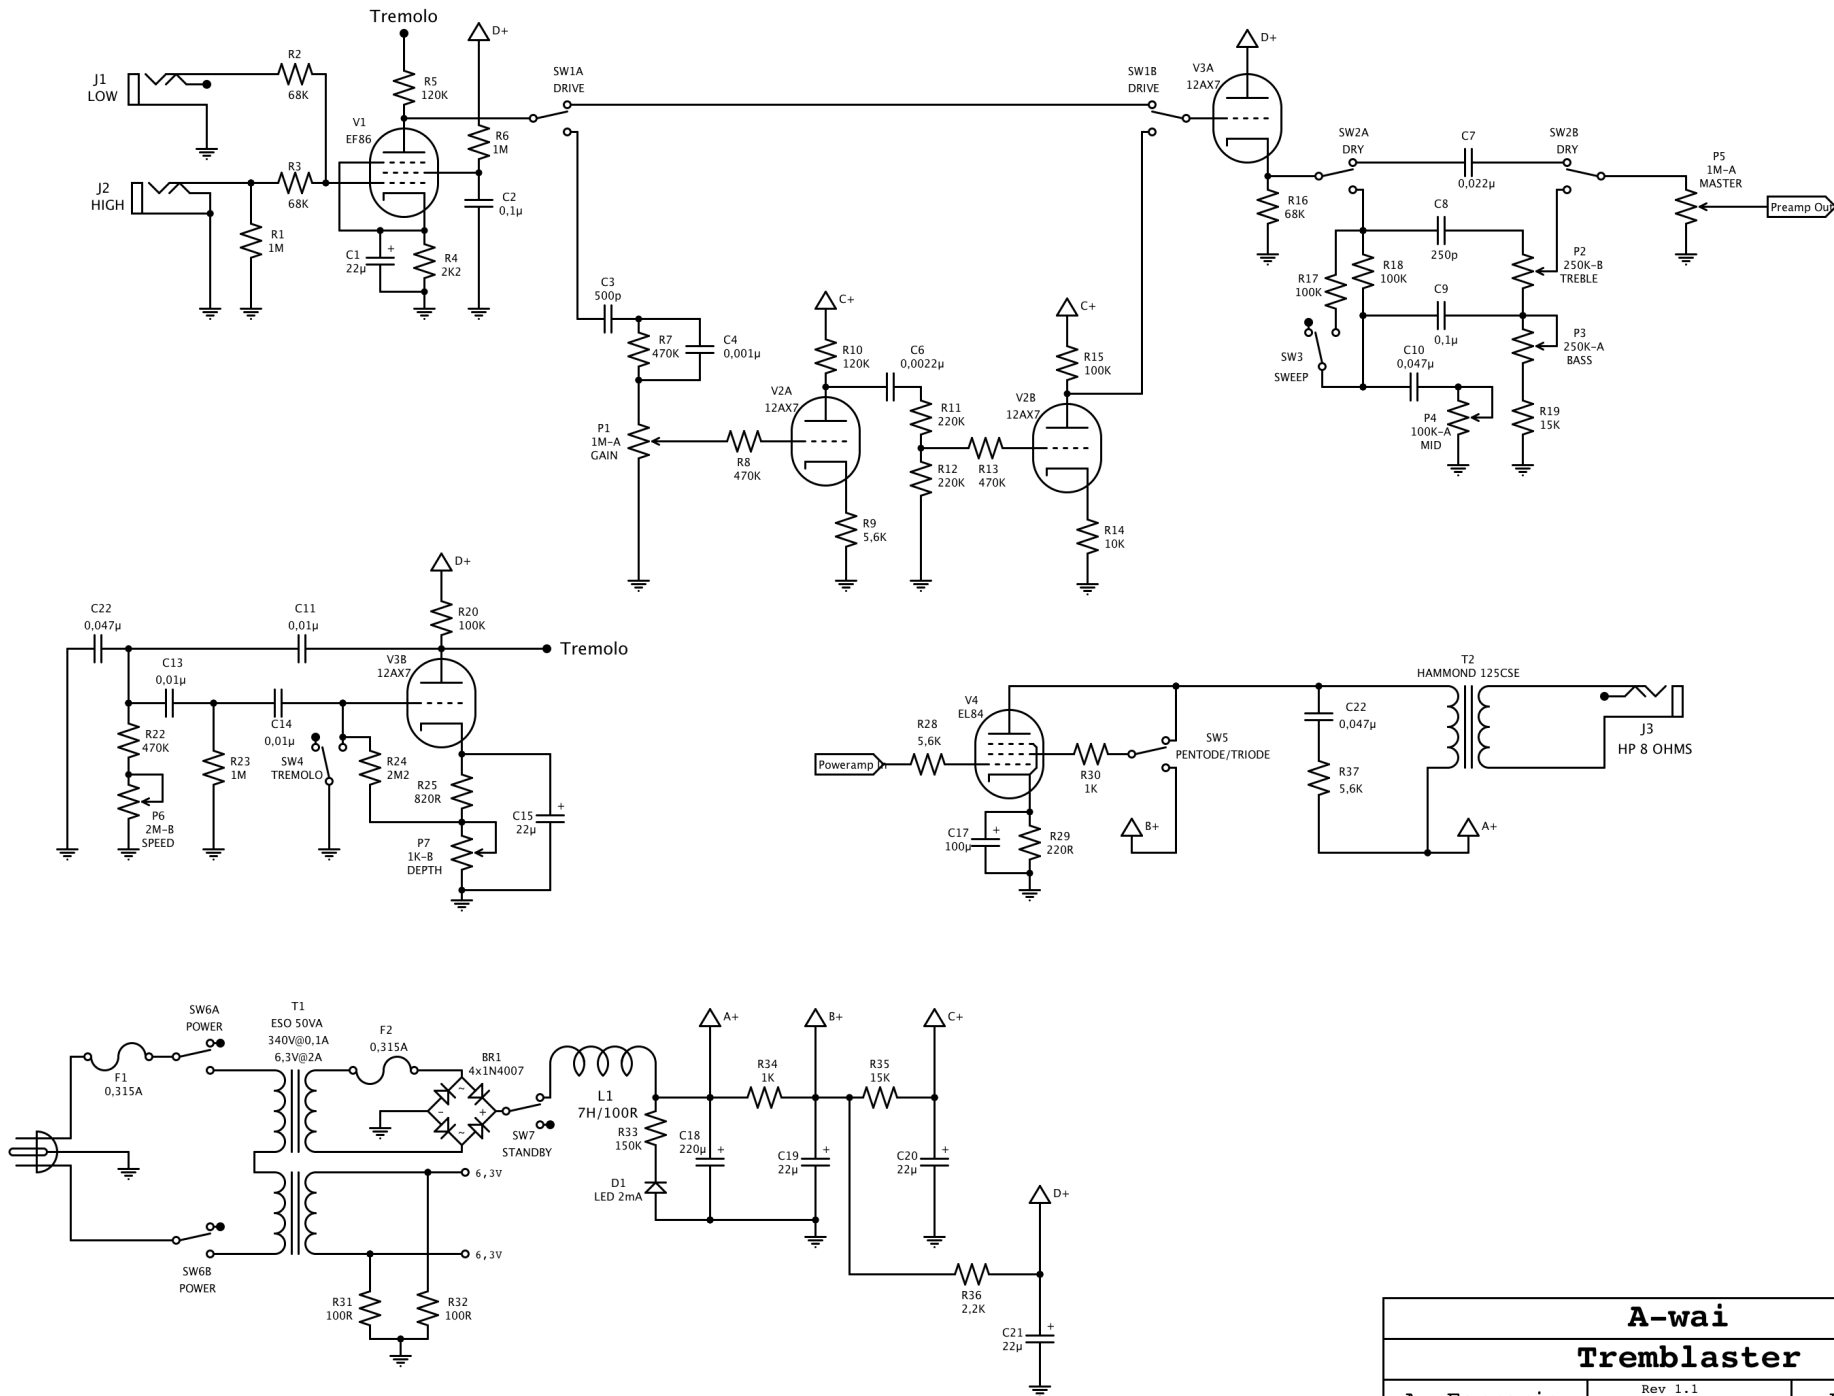 Tremolo
D+
J1
LOW
R2
68K
R5
120K
V1
EF86
R6
1M
SW1A
DRIVE
SW1B
DRIVE
V3A
12AX7
D+
J2
HIGH
R3
68K
R1
1M
C2
0,1µ
C1
22µ
+
R4
2K2
R16
68K
SW2A
DRY
C7
0,022µ
SW2B
DRY
P5
1M-A
MASTER
Preamp Out
C8
250p
R17
100K
R18
100K
P2
250K-B
TREBLE
C9
0,1µ
P3
250K-A
BASS
SW3
SWEEP
C10
0,047µ
P4
100K-A
MID
R19
15K
C3
500p
R7
470K
C4
0,001µ
C+
R10
120K
C6
0,0022µ
C+
R15
100K
V2A
12AX7
V2B
12AX7
P1
1M-A
GAIN
R8
470K
R11
220K
R12
220K
R13
470K
R9
5,6K
R14
10K
D+
R20
100K
C22
0,047µ
C11
0,01µ
Tremolo
V3B
12AX7
C13
0,01µ
C14
0,01µ
R22
470K
R23
1M
SW4
TREMOLO
R24
2M2
R25
820R
C15
22µ
+
P6
2M-B
SPEED
P7
1K-B
DEPTH
T2
HAMMOND 125CSE
V4
EL84
R28
5,6K
Poweramp In
R30
1K
SW5
PENTODE/TRIODE
C22
0,047µ
R37
5,6K
J3
HP 8 OHMS
C17
100µ
+
R29
220R
B+
A+
SW6A
POWER
T1
ESO 50VA
340V@0,1A
6,3V@2A
F2
0,315A
BR1
4x1N4007
F1
0,315A
~
-
+
~
L1
7H/100R
SW7
STANDBY
A+
B+
C+
R34
1K
R35
15K
R33
150K
C18
220µ
+
C19
22µ
+
C20
22µ
+
D1
LED 2mA
6,3V
6,3V
SW6B
POWER
R31
100R
R32
100R
D+
R36
2,2K
C21
22µ
+
A-wai
Tremblaster
Rev 1.1